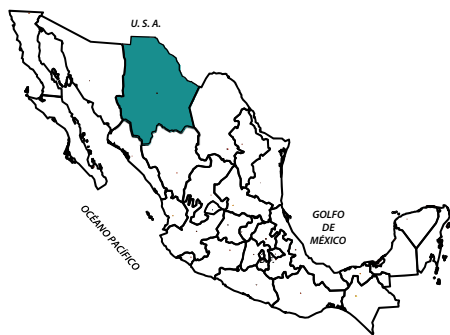 U. S. A.
OCÉANO PACÍFICO
GOLFO
DE
MÉXICO